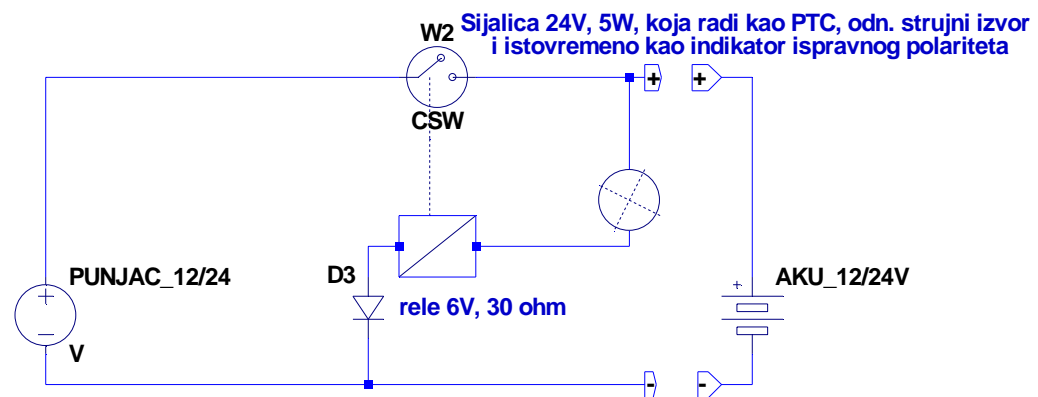 Sijalica 24V, 5W, koja radi kao PTC, odn. strujni izvor
i istovremeno kao indikator ispravnog polariteta
W2
CSW
+ +
PUNJAC_12/24
+
V
D3
rele 6V, 30 ohm
AKU_12/24V
+
- -